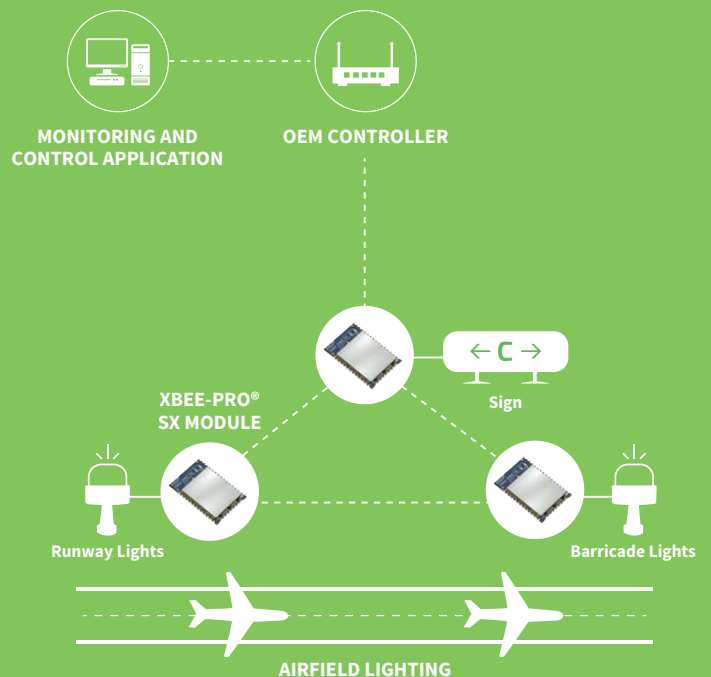 MONITORING AND
CONTROL APPLICATION
OEM CONTROLLER
← C →
Sign
XBEE-PRO®
SX MODULE
Runway Lights
Barricade Lights
AIRFIELD LIGHTING